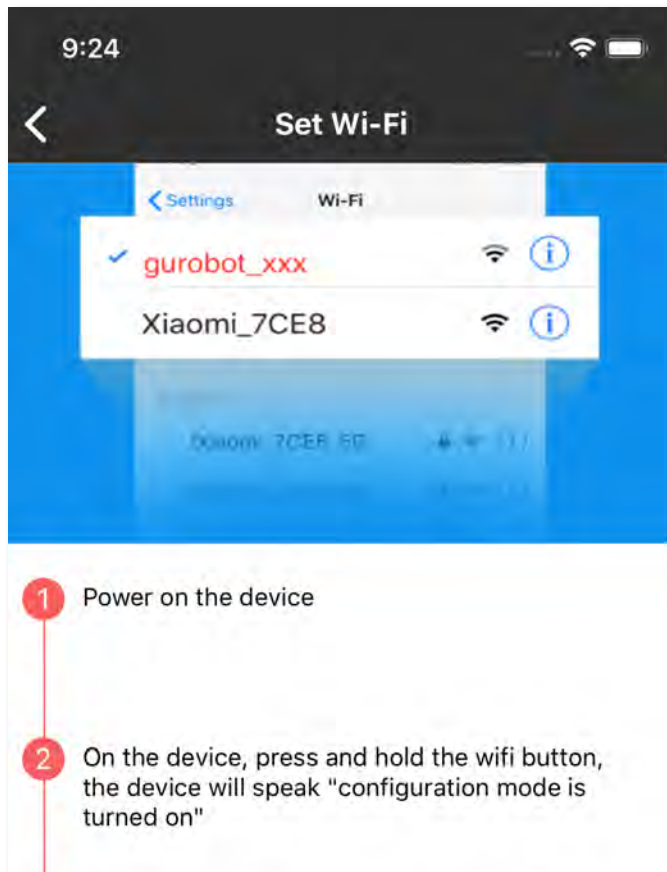 9:24
Set Wi-Fi
Settings Wi-Fi
gurobot_xxx
Xiaomi_7CE8
1 Power on the device
2 On the device, press and hold the wifi button,
the device will speak "configuration mode is
turned on"